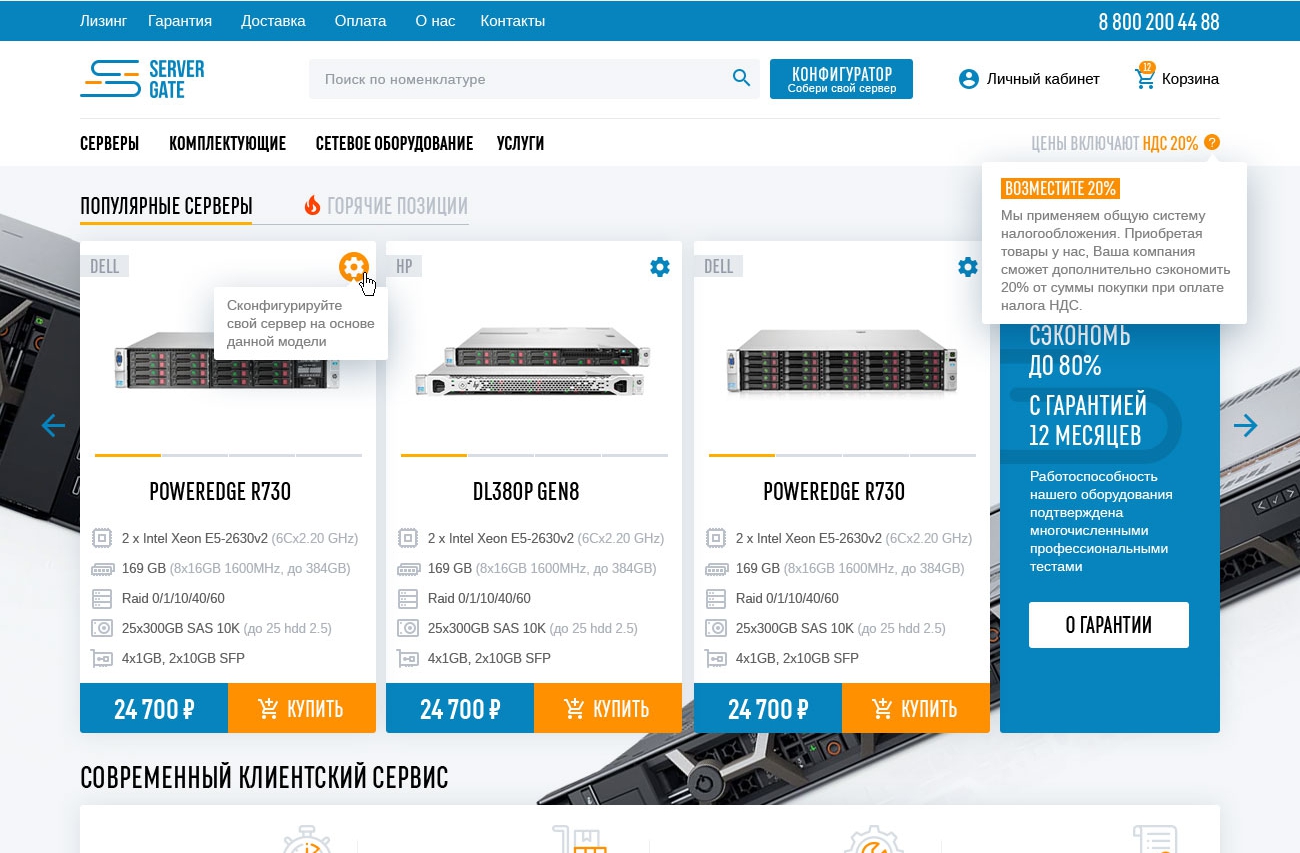 Лизинг Гарантия Доставка Оплата О нас Контакты 8 800 200 44 88
SERVER
GATE
Поиск по номенклатуре
КОНФИГУРАТОР
Собери свой сервер
Личный кабинет
12
Корзина
СЕРВЕРЫ КОМПЛЕКТУЮЩИЕ СЕТЕВОЕ ОБОРУДОВАНИЕ УСЛУГИ
ЦЕНЫ ВКЛЮЧАЮТ НДС 20% ?
ВОЗМЕСТИТЕ 20%
Мы применяем общую систему
налогообложения. Приобретая
товары у нас, Ваша компания
сможет дополнительно сэкономить
20% от суммы покупки при оплате
налога НДС.
ПОПУЛЯРНЫЕ СЕРВЕРЫ ГОРЯЧИЕ ПОЗИЦИИ
DELL
Сконфигурируйте
свой сервер на основе
данной модели
POWEREDGE R730
2 x Intel Xeon E5-2630v2 (6Cx2.20 GHz)
169 GB (8x16GB 1600MHz, до 384GB)
Raid 0/1/10/40/60
25x300GB SAS 10K (до 25 hdd 2.5)
4x1GB, 2x10GB SFP
24 700 ₽ КУПИТЬ
HP
DL380P GEN8
2 x Intel Xeon E5-2630v2 (6Cx2.20 GHz)
169 GB (8x16GB 1600MHz, до 384GB)
Raid 0/1/10/40/60
25x300GB SAS 10K (до 25 hdd 2.5)
4x1GB, 2x10GB SFP
24 700 ₽ КУПИТЬ
DELL
POWEREDGE R730
2 x Intel Xeon E5-2630v2 (6Cx2.20 GHz)
169 GB (8x16GB 1600MHz, до 384GB)
Raid 0/1/10/40/60
25x300GB SAS 10K (до 25 hdd 2.5)
4x1GB, 2x10GB SFP
24 700 ₽ КУПИТЬ
СЭКОНОМЬ
ДО 80%
С ГАРАНТИЕЙ
12 МЕСЯЦЕВ
Работоспособность
нашего оборудования
подтверждена
многочисленными
профессиональными
тестами
О ГАРАНТИИ
СОВРЕМЕННЫЙ КЛИЕНТСКИЙ СЕРВИС